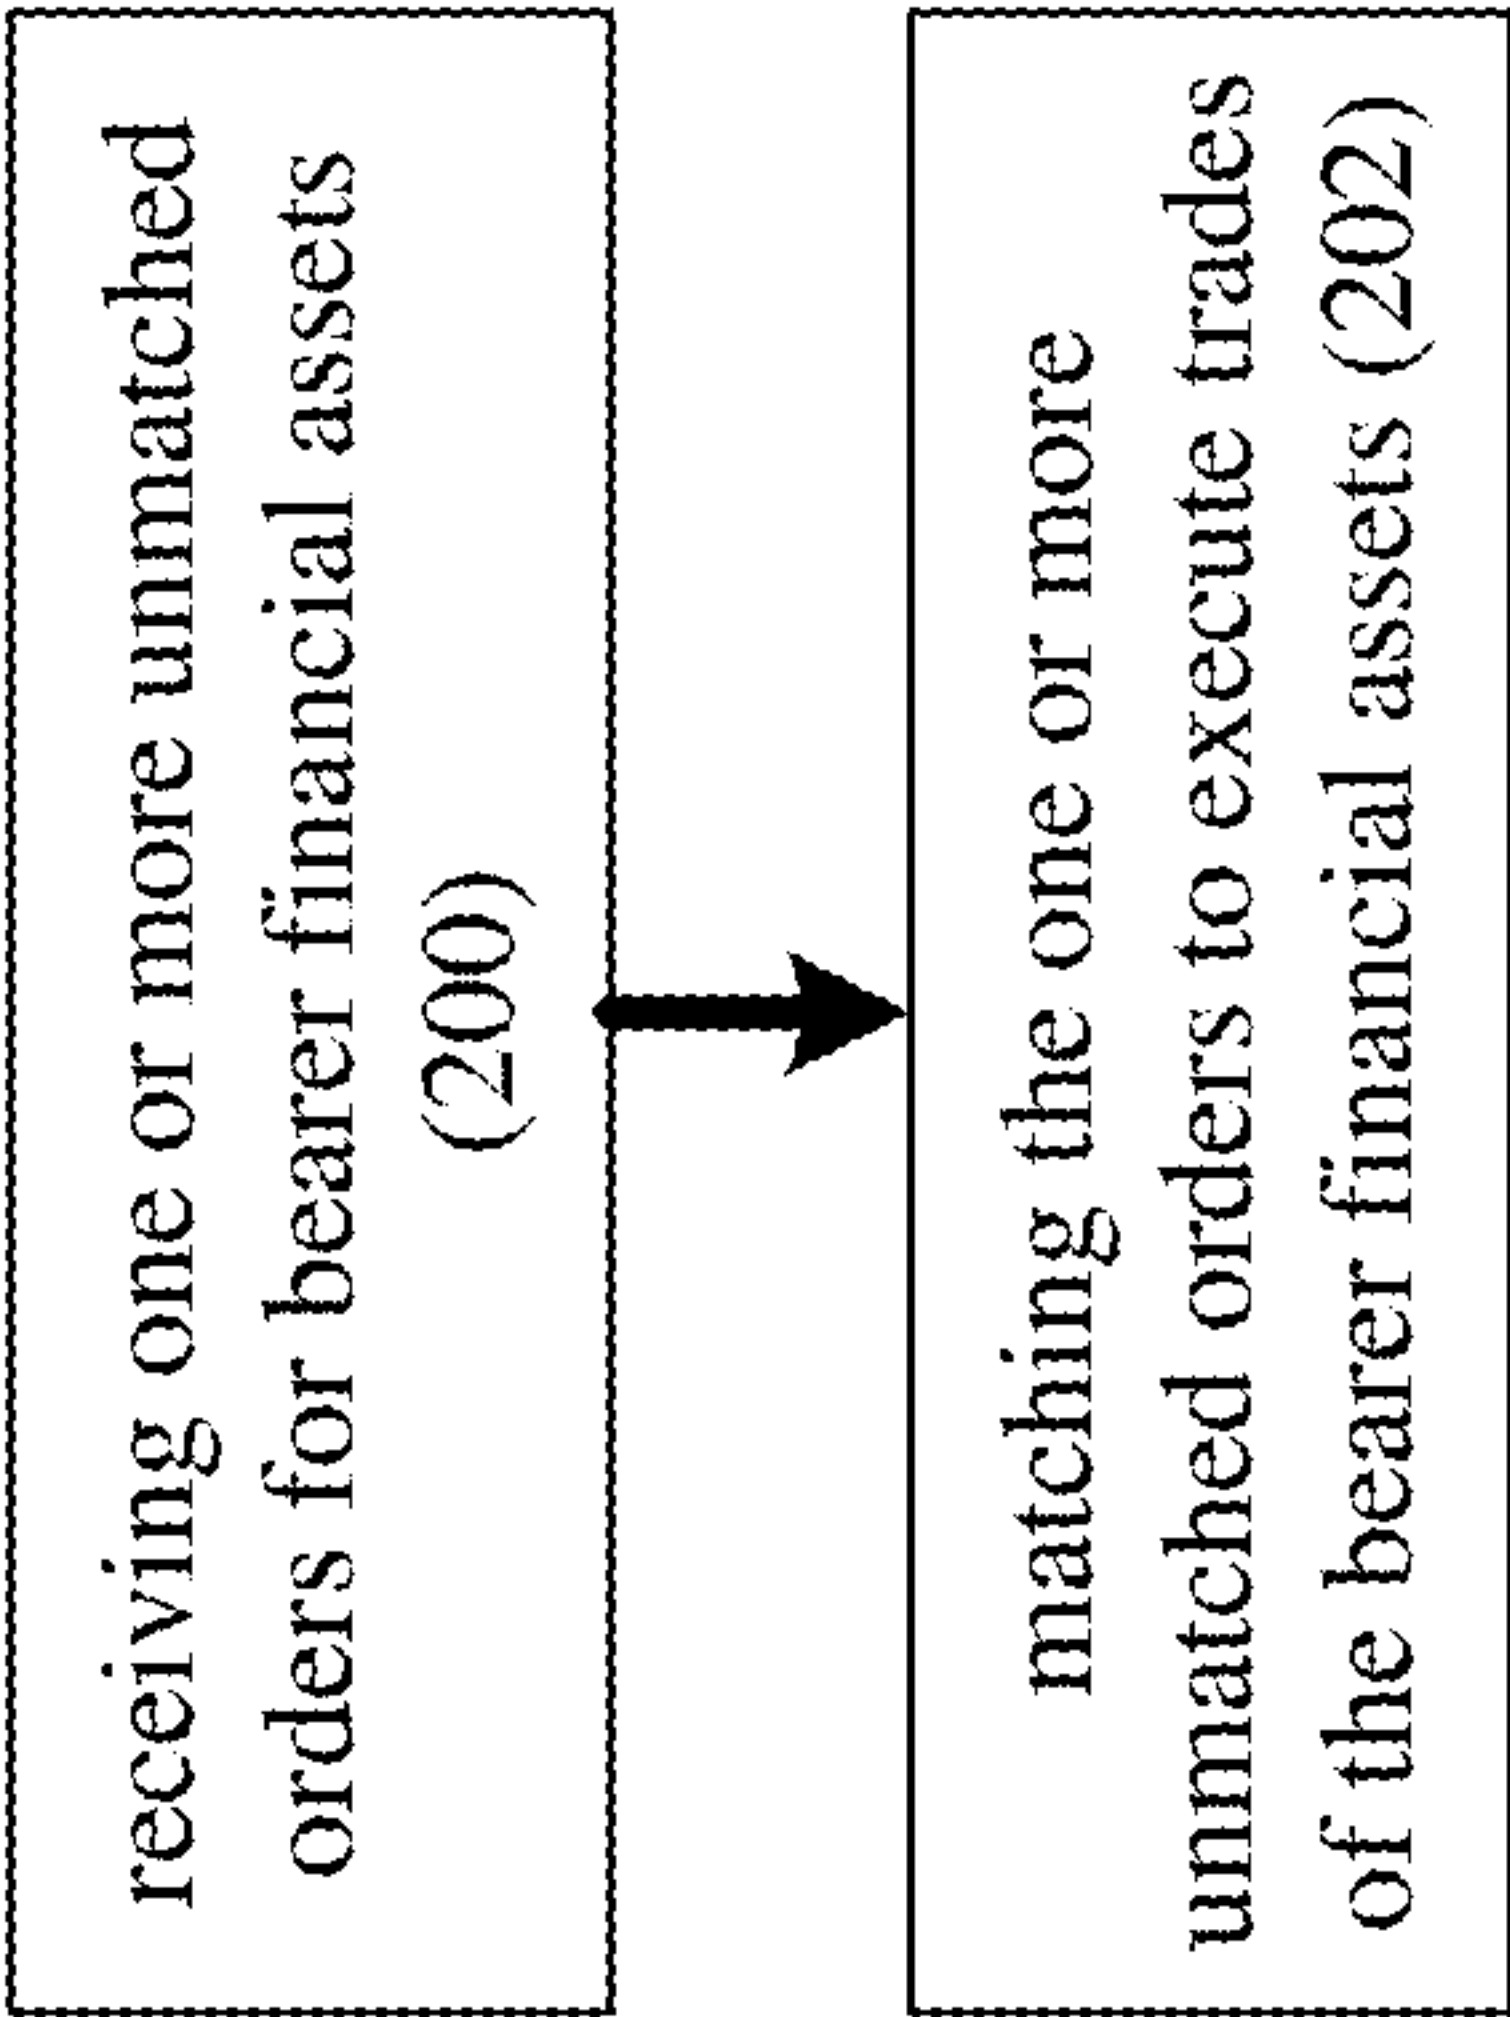 receiving one or more unmatched
orders for bearer financial assets
(200)
matching the one or more
unmatched orders to execute trades
of the bearer financial assets (202)